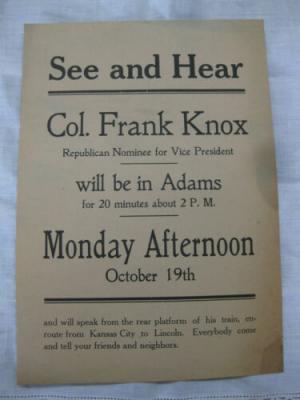 See and Hear
Col. Frank Knox
Republican Nominee for Vice President
will be in Adams
for 20 minutes about 2 P. M.
Monday Afternoon
October 19th
and will speak from the rear platform of his train, en-
route from Kansas City to Lincoln. Everybody come
and tell your friends and neighbors.